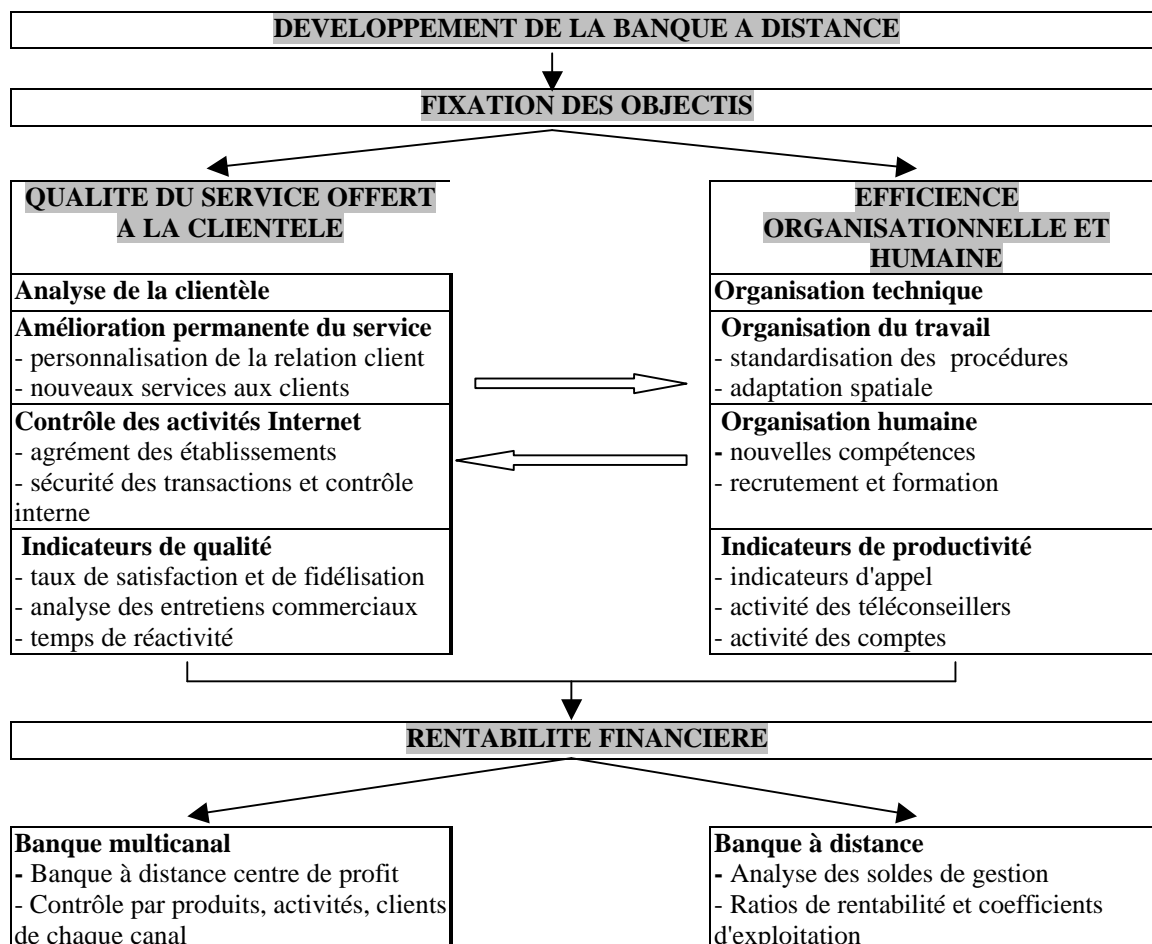 DEVELOPPEMENT DE LA BANQUE A DISTANCE
FIXATION DES OBJECTIS
QUALITE DU SERVICE OFFERT
A LA CLIENTELE
Analyse de la clientèle
Amélioration permanente du service
- personnalisation de la relation client
- nouveaux services aux clients
Contrôle des activités Internet
- agrément des établissements
- sécurité des transactions et contrôle
interne
Indicateurs de qualité
- taux de satisfaction et de fidélisation
- analyse des entretiens commerciaux
- temps de réactivité
EFFICIENCE
ORGANISATIONNELLE ET
HUMAINE
Organisation technique
Organisation du travail
- standardisation des procédures
- adaptation spatiale
Organisation humaine
- nouvelles compétences
- recrutement et formation
Indicateurs de productivité
- indicateurs d'appel
- activité des téléconseillers
- activité des comptes
RENTABILITE FINANCIERE
Banque multicanal
- Banque à distance centre de profit
- Contrôle par produits, activités, clients
de chaque canal
Banque à distance
- Analyse des soldes de gestion
- Ratios de rentabilité et coefficients
d'exploitation